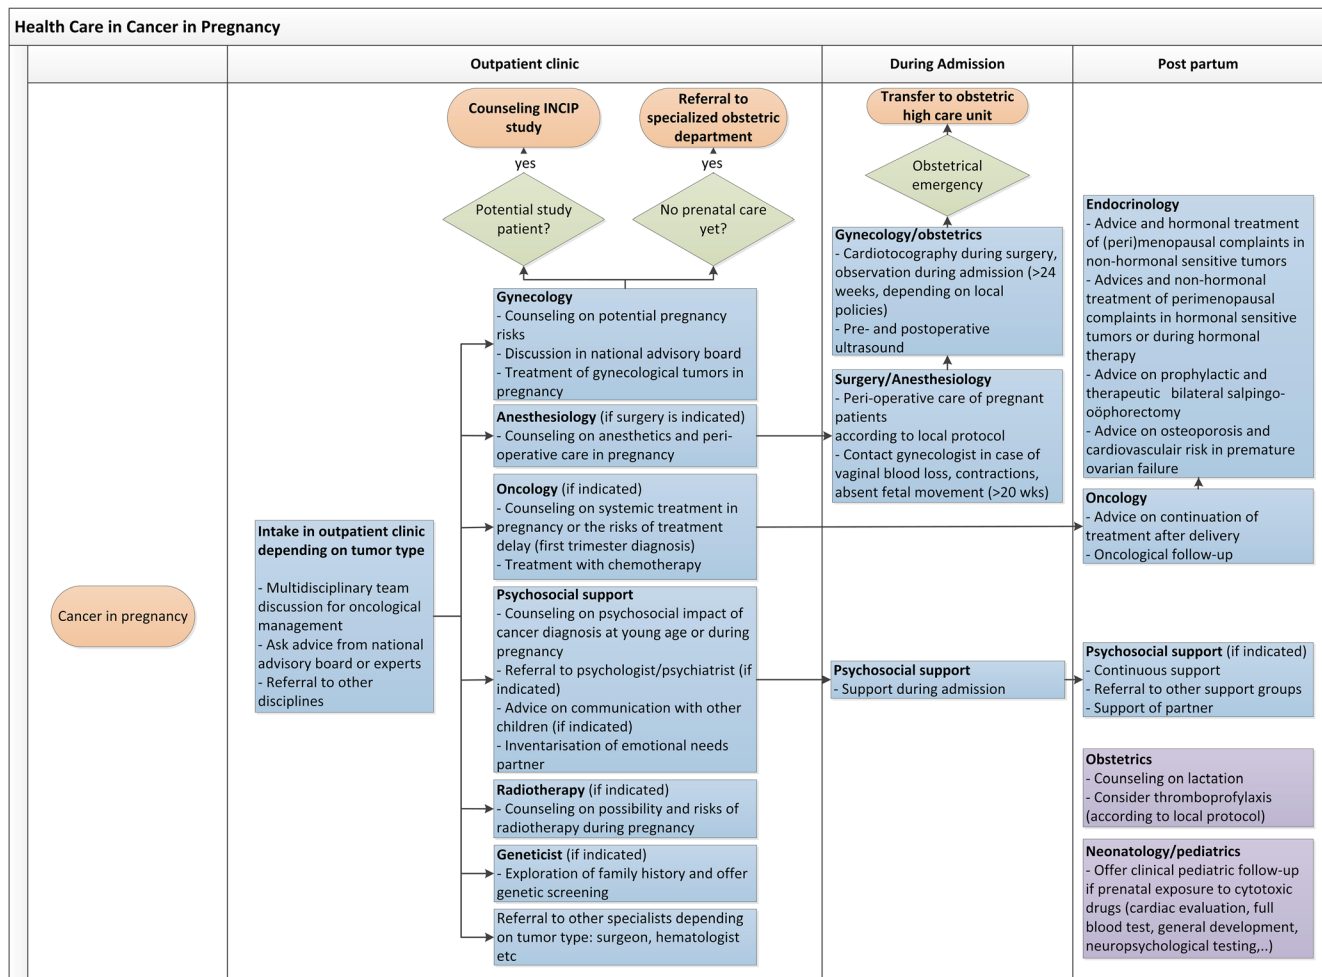 Health Care in Cancer in Pregnancy
Outpatient clinic
During Admission
Post partum
Cancer in pregnancy
Intake in outpatient clinic
depending on tumor type
- Multidisciplinary team
discussion for oncological
management
- Ask advice from national
advisory board or experts
- Referral to other
disciplines
Counseling INCIP
study
Referral to
specialized obstetric
department
yes
yes
Potential study
patient?
No prenatal care
yet?
Gynecology
- Counseling on potential pregnancy
risks
- Discussion in national advisory board
- Treatment of gynecological tumors in
pregnancy
Anesthesiology (if surgery is indicated)
- Counseling on anesthetics and peri-
operative care in pregnancy
Oncology (if indicated)
- Counseling on systemic treatment in
pregnancy or the risks of treatment
delay (first trimester diagnosis)
- Treatment with chemotherapy
Psychosocial support
- Counseling on psychosocial impact of
cancer diagnosis at young age or during
pregnancy
- Referral to psychologist/psychiatrist (if
indicated)
- Advice on communication with other
children (if indicated)
- Inventarisation of emotional needs
partner
Radiotherapy (if indicated)
- Counseling on possibility and risks of
radiotherapy during pregnancy
Geneticist (if indicated)
- Exploration of family history and offer
genetic screening
Referral to other specialists depending
on tumor type: surgeon, hematologist
etc
Transfer to obstetric
high care unit
Obstetrical
emergency
Gynecology/obstetrics
- Cardiotocography during surgery,
observation during admission (>24
weeks, depending on local
policies)
- Pre- and postoperative
ultrasound
Surgery/Anesthesiology
- Peri-operative care of pregnant
patients
according to local protocol
- Contact gynecologist in case of
vaginal blood loss, contractions,
absent fetal movement (>20 wks)
Psychosocial support
- Support during admission
Endocrinology
- Advice and hormonal treatment
of (peri)menopausal complaints in
non-hormonal sensitive tumors
- Advices and non-hormonal
treatment of perimenopausal
complaints in hormonal sensitive
tumors or during hormonal
therapy
- Advice on prophylactic and
therapeutic bilateral salpingo-
oöphorectomy
- Advice on osteoporosis and
cardiovasculair risk in premature
ovarian failure
Oncology
- Advice on continuation of
treatment after delivery
- Oncological follow-up
Psychosocial support (if indicated)
- Continuous support
- Referral to other support groups
- Support of partner
Obstetrics
- Counseling on lactation
- Consider thromboprofylaxis
(according to local protocol)
Neonatology/pediatrics
- Offer clinical pediatric follow-up
if prenatal exposure to cytotoxic
drugs (cardiac evaluation, full
blood test, general development,
neuropsychological testing,..)